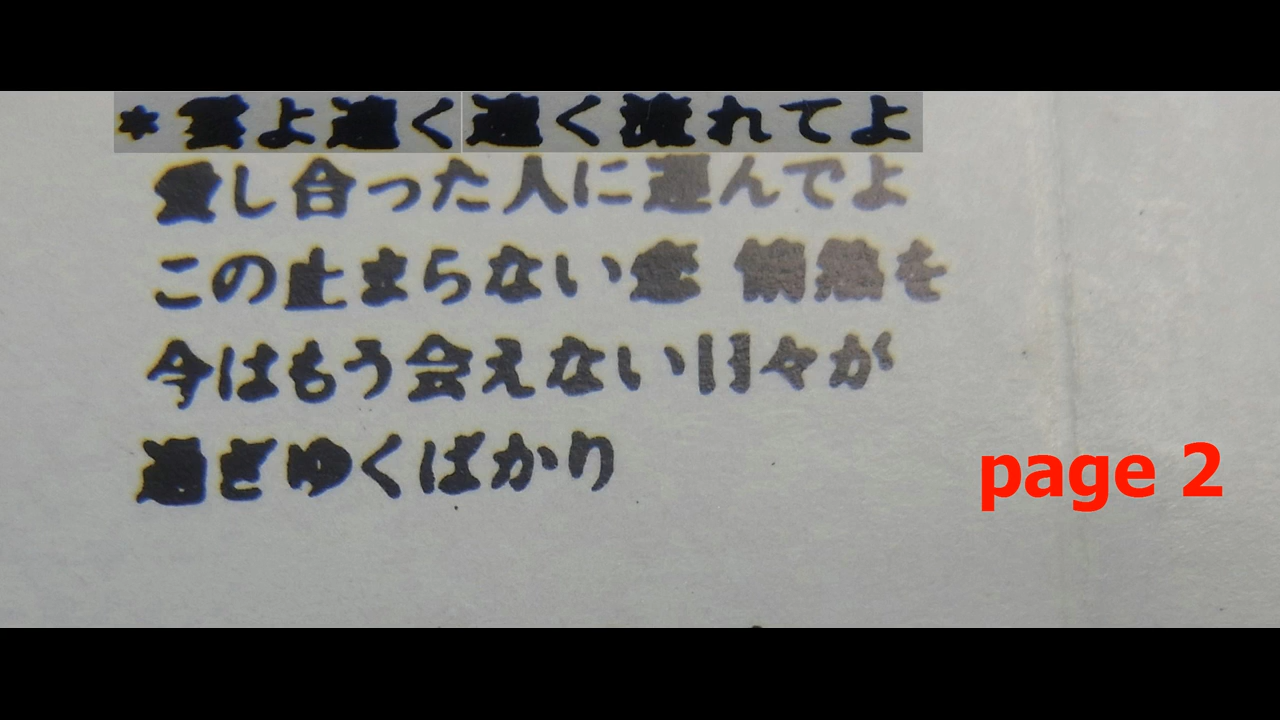 *雲よ遠く遠く流れてよ
愛し合った人に運んでよ
この止まらない恋 情熱を
今はもう会えない日々が
過ぎゆくばかり
page 2